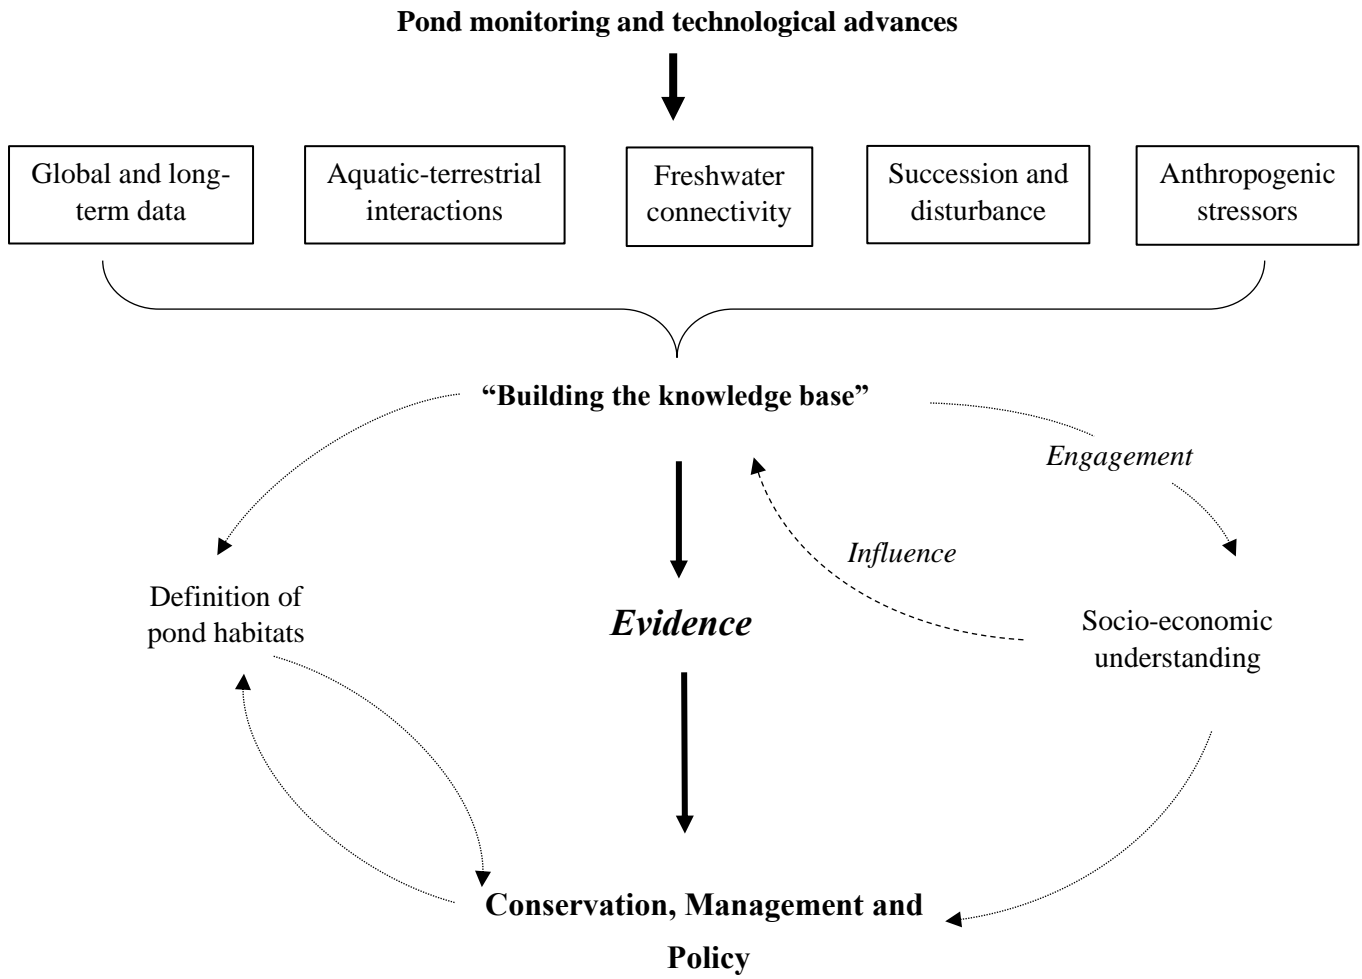 Pond monitoring and technological advances
Global and long-
term data
Aquatic-terrestrial
interactions
Freshwater
connectivity
Succession and
disturbance
Anthropogenic
stressors
“Building the knowledge base”
Engagement
Influence
Definition of
pond habitats
Evidence
Socio-economic
understanding
Conservation, Management and
Policy